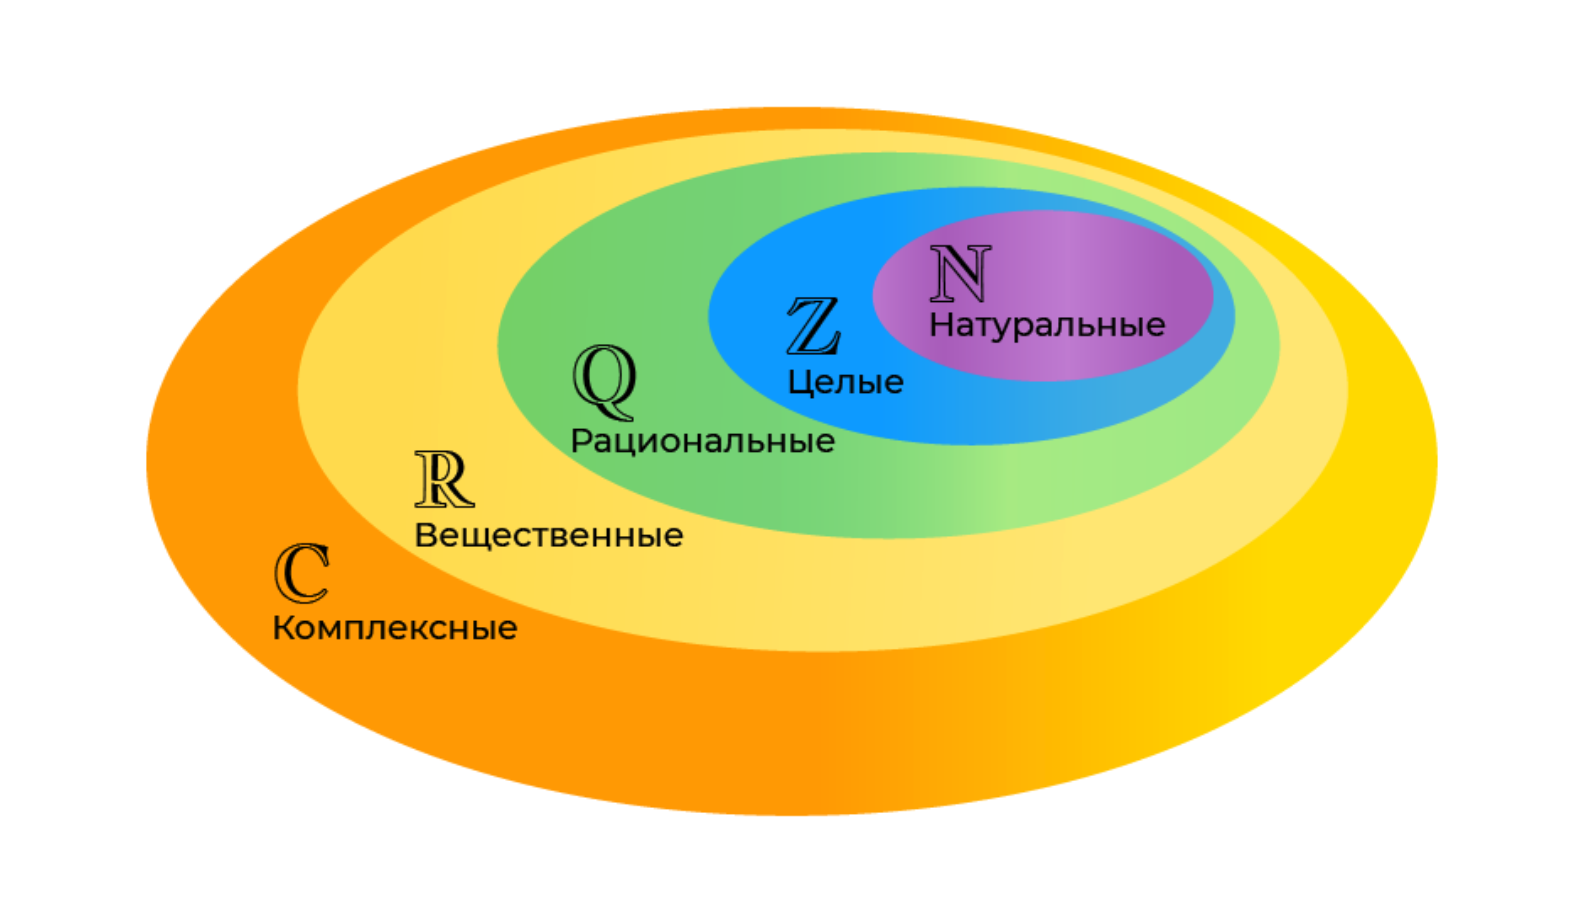 ℕ
Натуральные
ℤ
Целые
ℚ
Рациональные
ℝ
Вещественные
ℂ
Комплексные